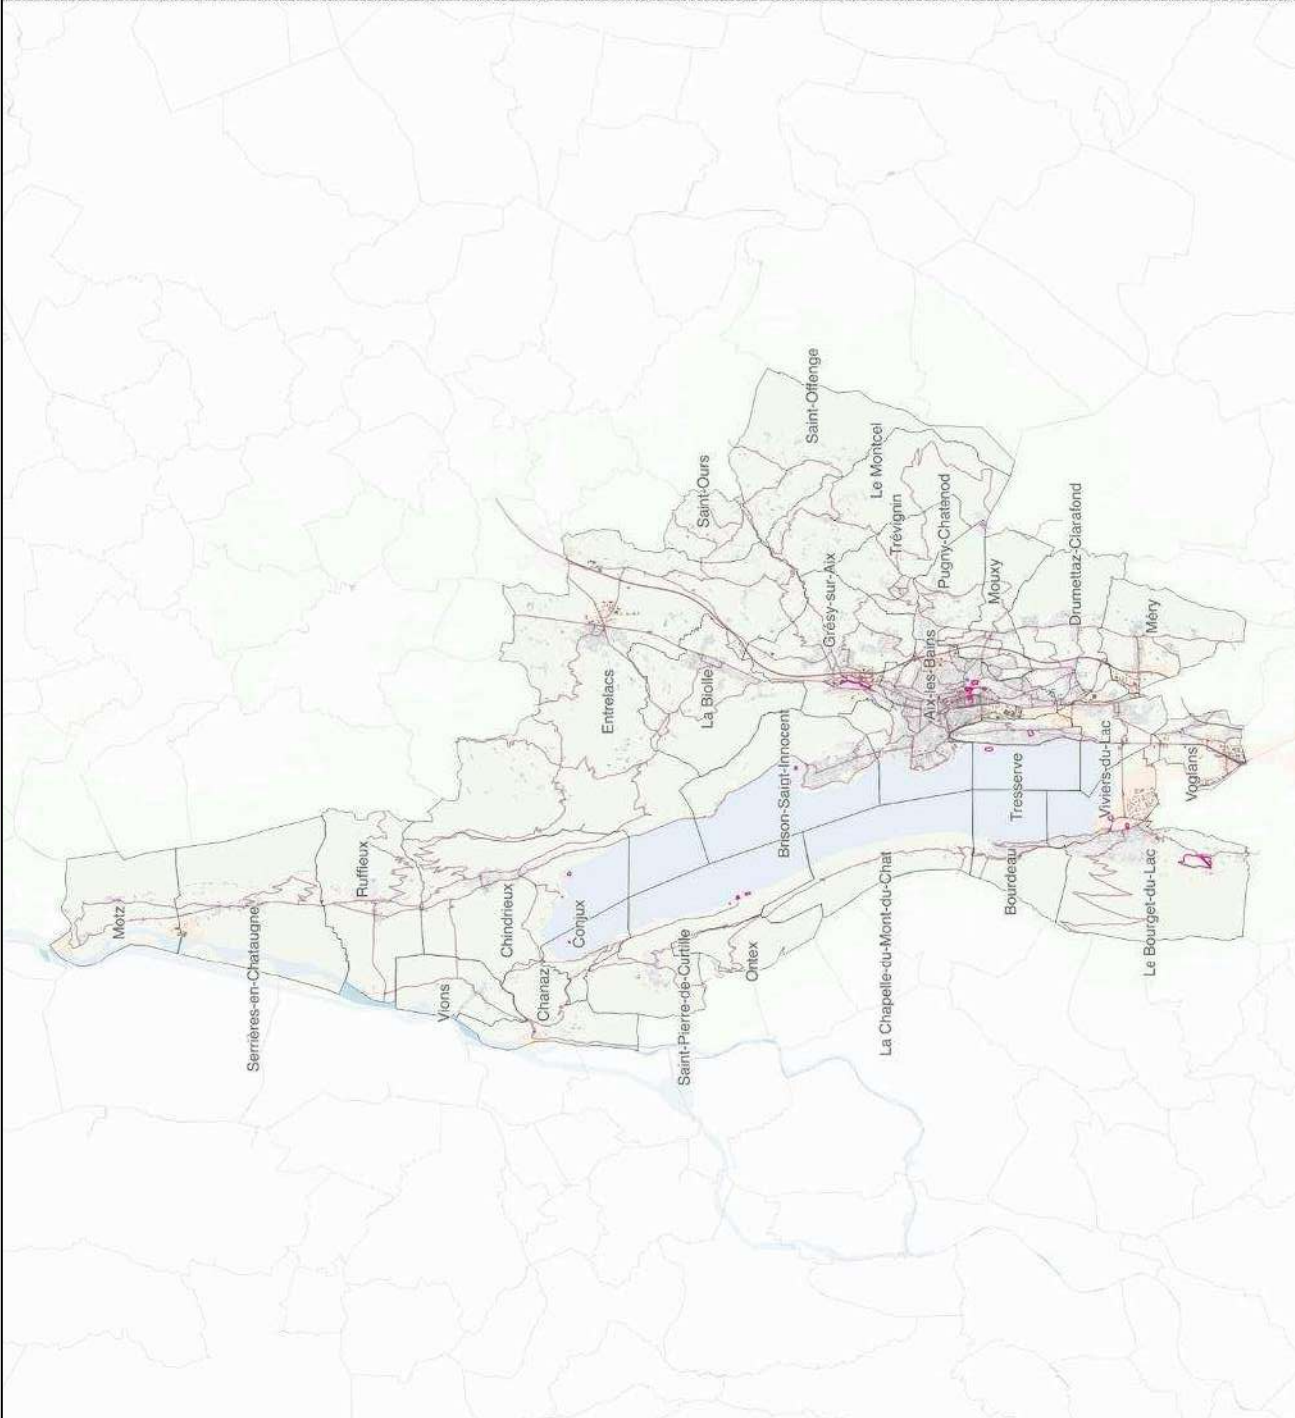 Motz
Serrières-en-Chataugne
Ruffieux
Vions
Chindrieux
Chanaz
Conjux
Entrelacs
Saint-Pierre-de-Curtille
Saint-Ours
La Biolle
Ontex
Brison-Saint-Innocent
Saint-Offenge
Grésy-sur-Aix
Le Montcel
La Chapelle-du-Mont-du-Chat
Trévignin
Aix-les-Bains
Pugny-Chatenod
Mouxy
Bourdeau
Tresserve
Drumettaz-Clarafond
Viviers-du-Lac
Méry
Le Bourget-du-Lac
Voglans